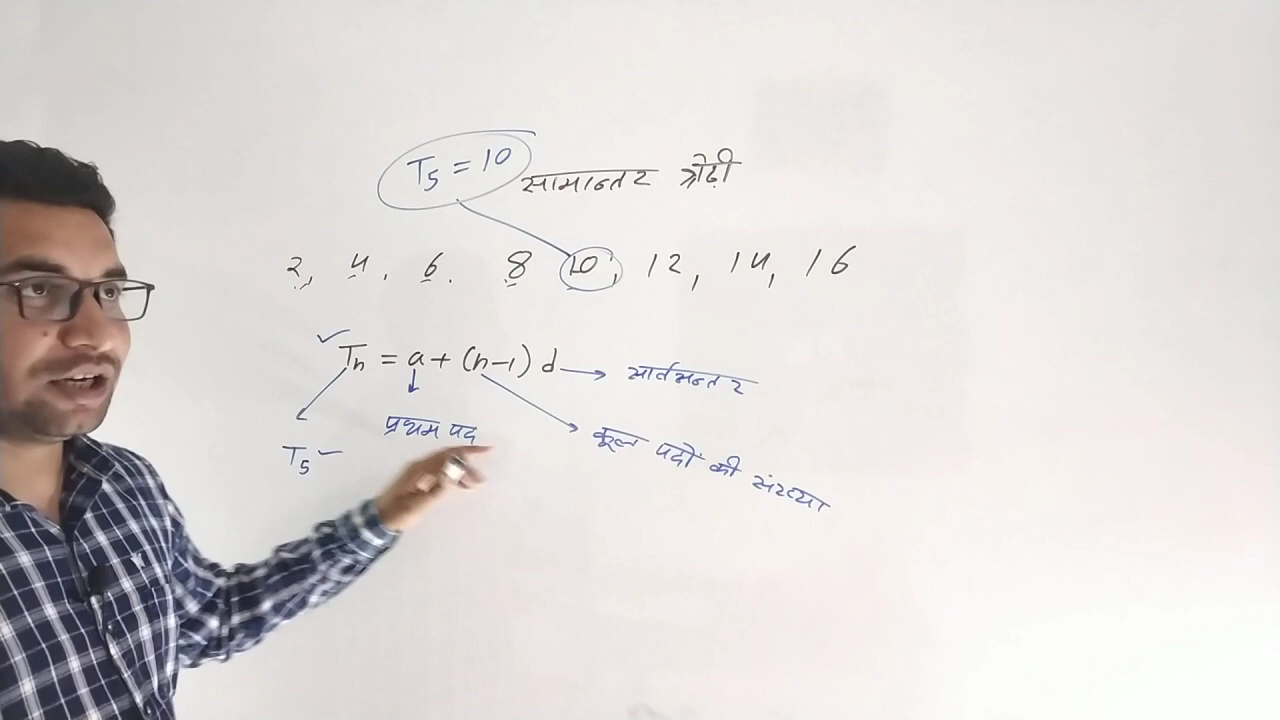 T5 = 10
सामान्तर श्रेढ़ी
2, 4, 6. 8 10, 12, 14, 16
Tn = a + (n-1) d → सार्वअन्तर
T5 प्रथम पद
कूल पदों की संख्या